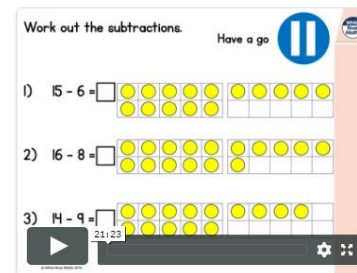 Work out the subtractions.
Have a go
1) 15 - 6 =
2) 16 - 8 =
3) 14 - 9 =
21:23